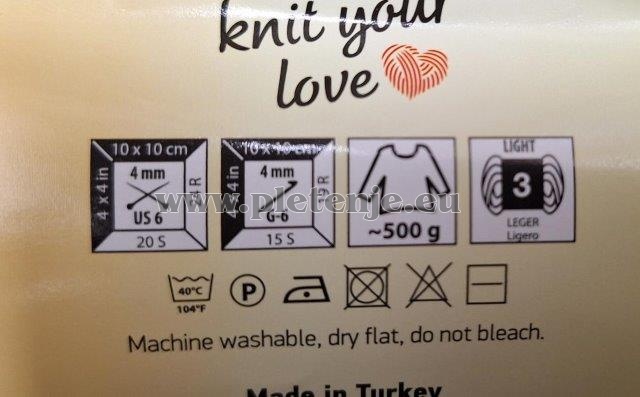 knit your
love
10 x 10 cm
4 x 4 in
4 mm
US 6
20 S
4 mm
G-6
15 S
~500 g
LIGHT
3
LEGER
Ligero
www.pletenje.eu
40°C
104°F
P
Machine washable, dry flat, do not bleach.
Made in Turkey